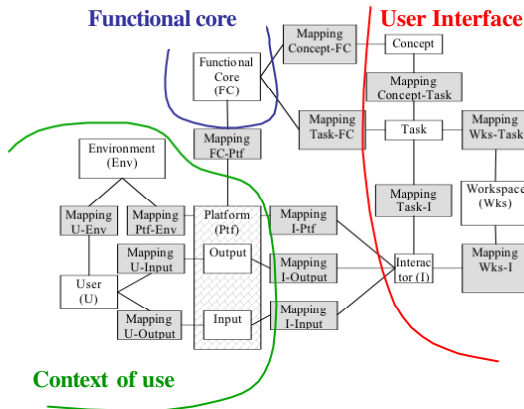 Functional core
User Interface
Mapping
Concept-FC
Concept
Functional
Core
(FC)
Mapping
Concept-Task
Mapping
Task-FC
Task
Mapping
Wks-Task
Mapping
FC-Ptf
Environment
(Env)
Workspace
(Wks)
Mapping
U-Env
Mapping
Ptf-Env
Platform
(Ptf)
Mapping
I-Ptf
Mapping
Task-I
Mapping
U-Input
Output
Mapping
I-Output
Interac
tor (I)
Mapping
Wks-I
User
(U)
Mapping
U-Output
Input
Mapping
I-Input
Context of use